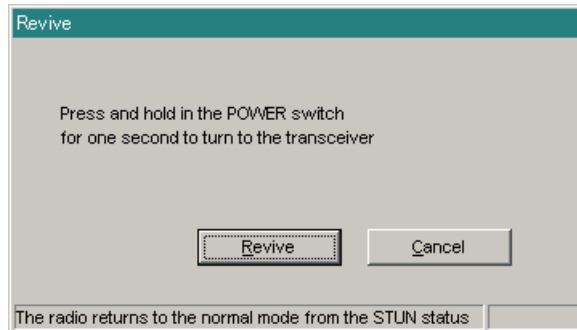 Revive
Press and hold in the POWER switch
for one second to turn to the transceiver
Revive
Cancel
The radio returns to the normal mode from the STUN status